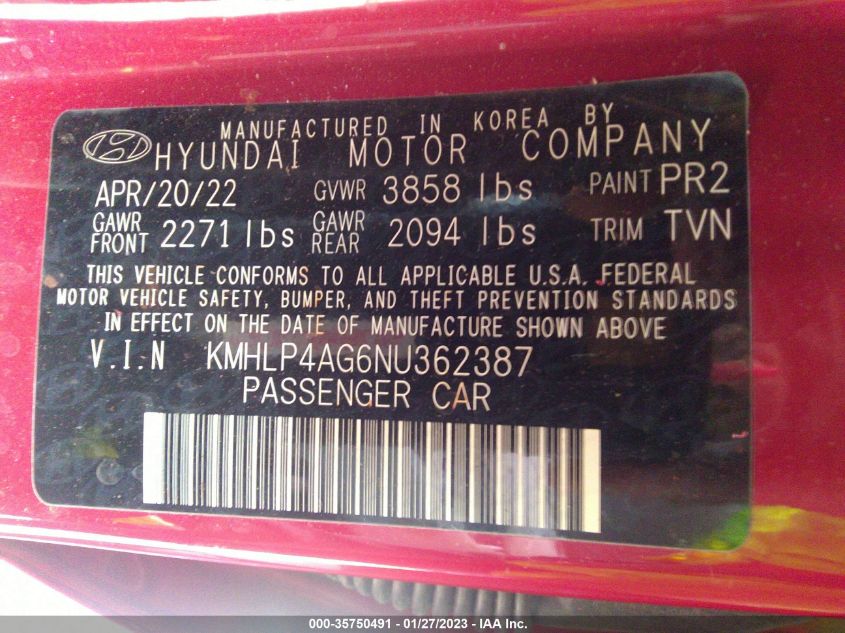 MANUFACTURED IN KOREA BY
HYUNDAI MOTOR COMPANY
APR/20/22 GVWR 3858 lbs PAINT PR2
GAWR FRONT 2271 lbs GAWR REAR 2094 lbs TRIM TVN
THIS VEHICLE CONFORMS TO ALL APPLICABLE U.S.A. FEDERAL
MOTOR VEHICLE SAFETY, BUMPER, AND THEFT PREVENTION STANDARDS
IN EFFECT ON THE DATE OF MANUFACTURE SHOWN ABOVE
V.I.N KMHLP4AG6NU362387
PASSENGER CAR
000-35750491 - 01/27/2023 - IAA Inc.